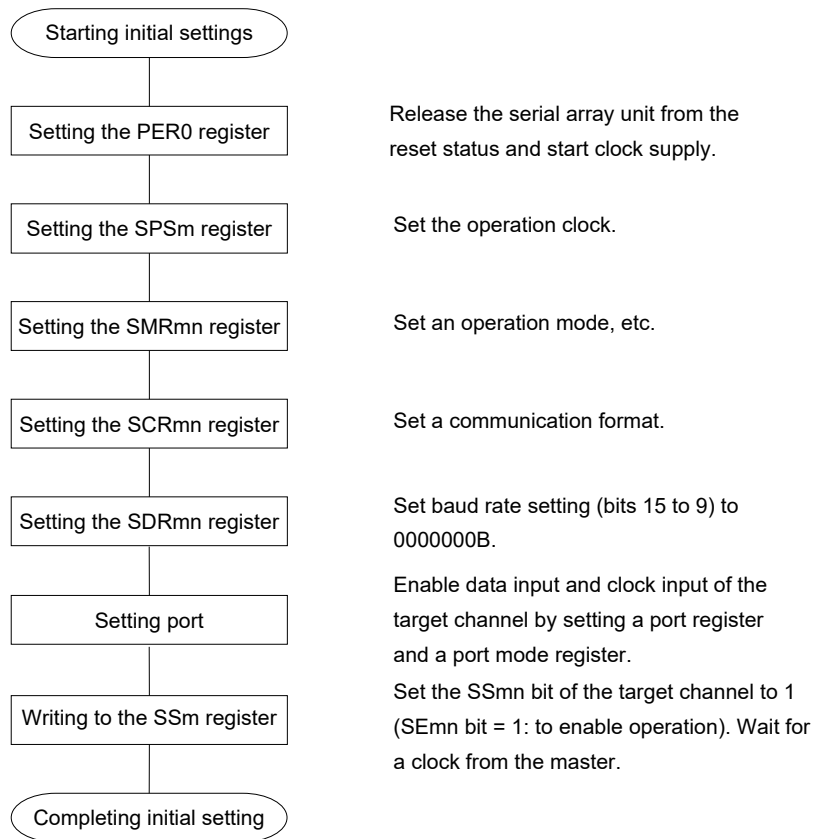 Starting initial settings
Setting the PER0 register
Release the serial array unit from the
reset status and start clock supply.
Setting the SPSm register
Set the operation clock.
Setting the SMRmn register
Set an operation mode, etc.
Setting the SCRmn register
Set a communication format.
Setting the SDRmn register
Set baud rate setting (bits 15 to 9) to
0000000B.
Setting port
Enable data input and clock input of the
target channel by setting a port register
and a port mode register.
Writing to the SSm register
Set the SSmn bit of the target channel to 1
(SEmn bit = 1: to enable operation). Wait for
a clock from the master.
Completing initial setting